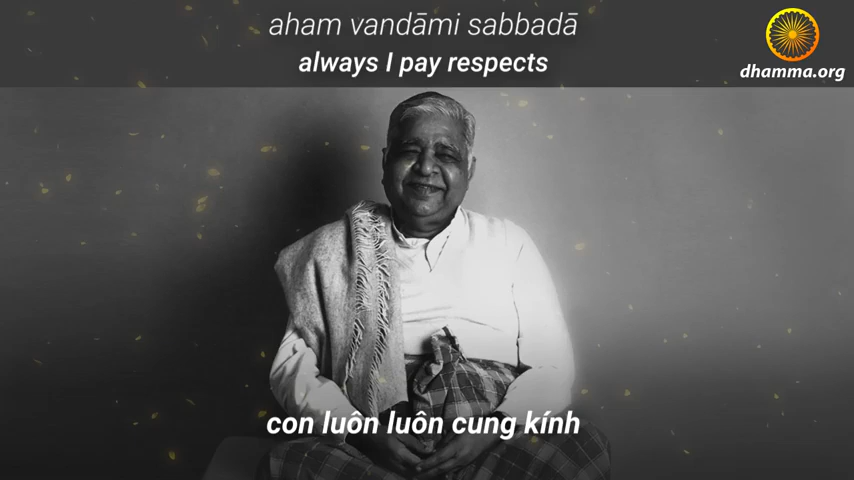 aham vandāmi sabbadā
always I pay respects
dhamma.org
con luôn luôn cung kính